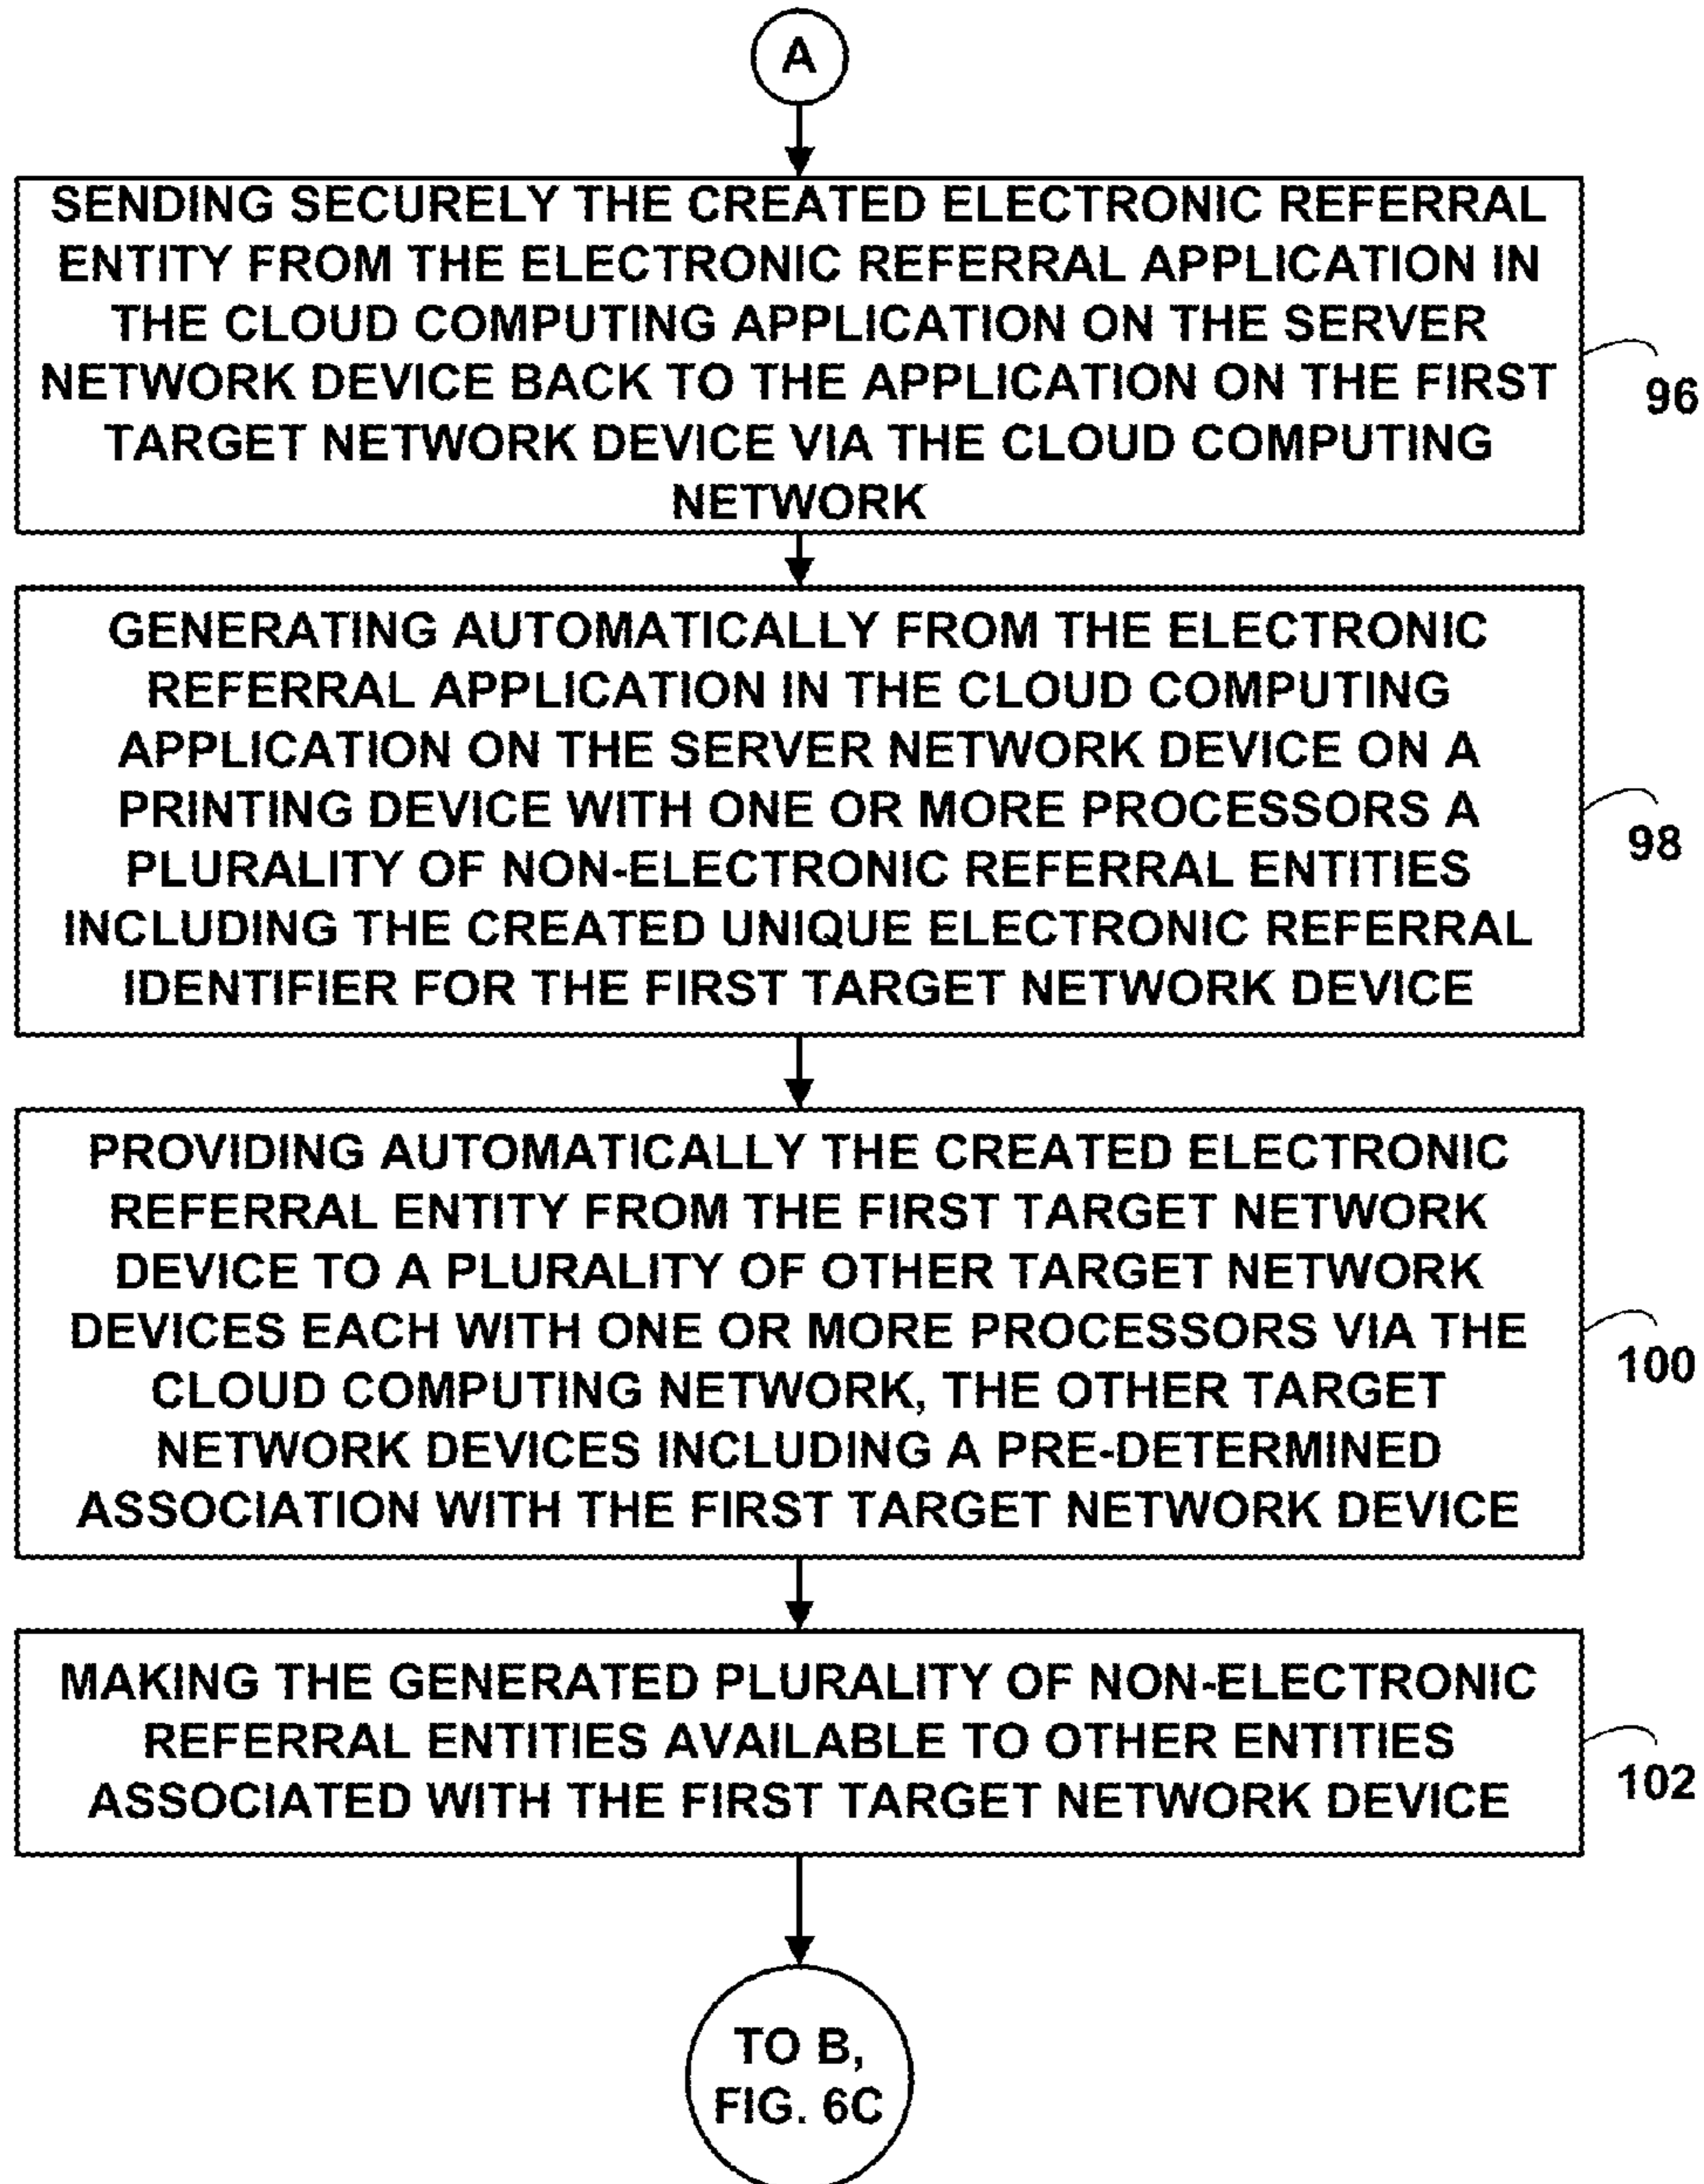 A
SENDING SECURELY THE CREATED ELECTRONIC REFERRAL
ENTITY FROM THE ELECTRONIC REFERRAL APPLICATION IN
THE CLOUD COMPUTING APPLICATION ON THE SERVER
NETWORK DEVICE BACK TO THE APPLICATION ON THE FIRST
TARGET NETWORK DEVICE VIA THE CLOUD COMPUTING
NETWORK
96
GENERATING AUTOMATICALLY FROM THE ELECTRONIC
REFERRAL APPLICATION IN THE CLOUD COMPUTING
APPLICATION ON THE SERVER NETWORK DEVICE ON A
PRINTING DEVICE WITH ONE OR MORE PROCESSORS A
PLURALITY OF NON-ELECTRONIC REFERRAL ENTITIES
INCLUDING THE CREATED UNIQUE ELECTRONIC REFERRAL
IDENTIFIER FOR THE FIRST TARGET NETWORK DEVICE
98
PROVIDING AUTOMATICALLY THE CREATED ELECTRONIC
REFERRAL ENTITY FROM THE FIRST TARGET NETWORK
DEVICE TO A PLURALITY OF OTHER TARGET NETWORK
DEVICES EACH WITH ONE OR MORE PROCESSORS VIA THE
CLOUD COMPUTING NETWORK, THE OTHER TARGET
NETWORK DEVICES INCLUDING A PRE-DETERMINED
ASSOCIATION WITH THE FIRST TARGET NETWORK DEVICE
100
MAKING THE GENERATED PLURALITY OF NON-ELECTRONIC
REFERRAL ENTITIES AVAILABLE TO OTHER ENTITIES
ASSOCIATED WITH THE FIRST TARGET NETWORK DEVICE
102
TO B,
FIG. 6C